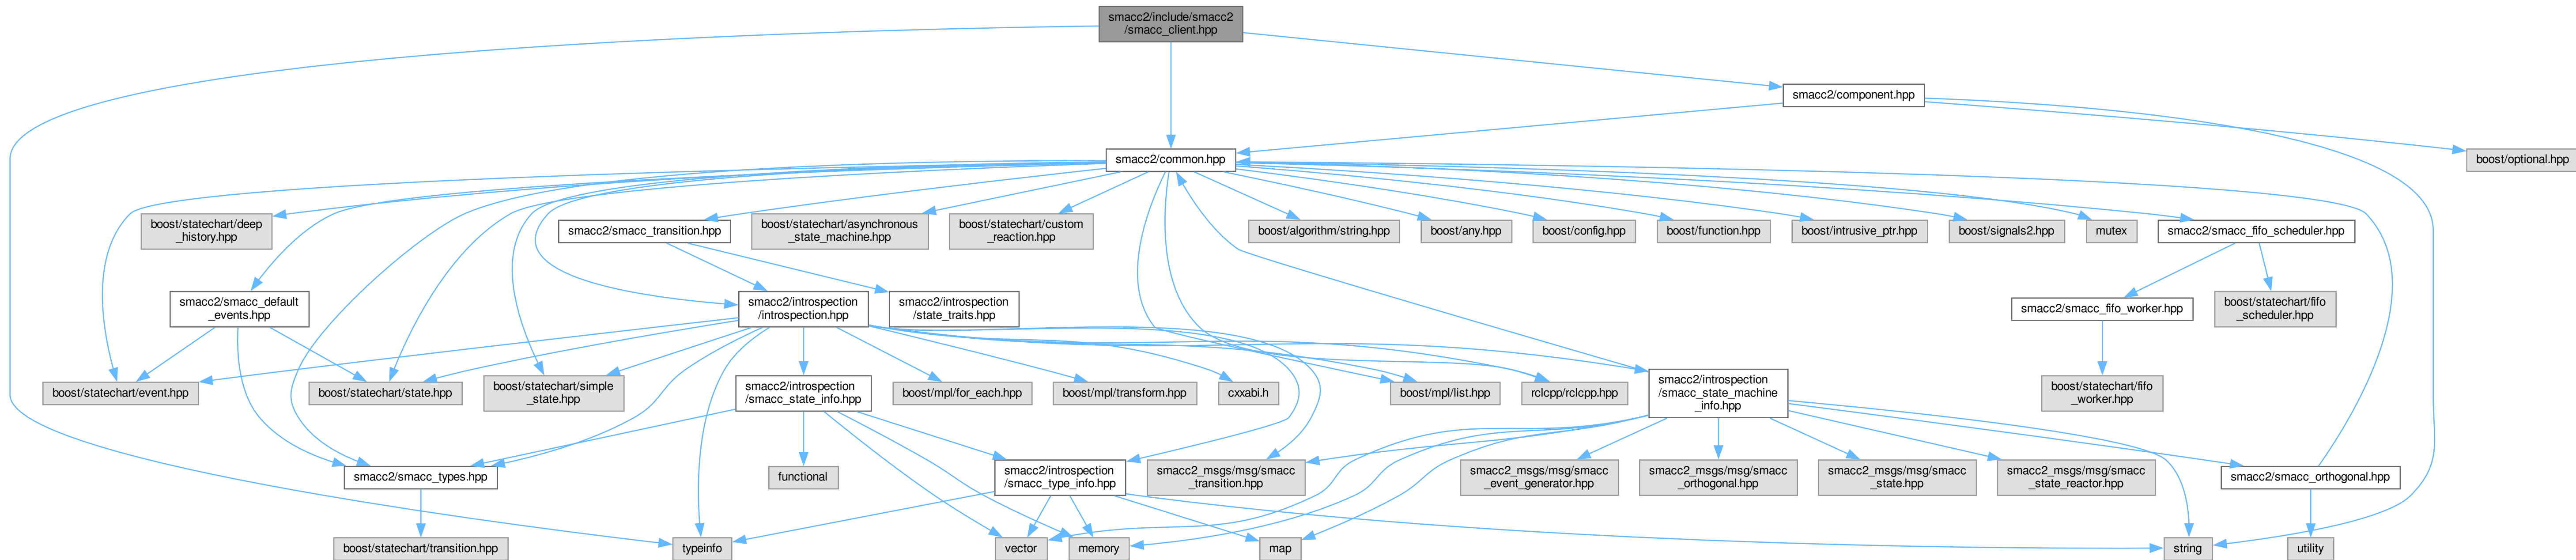 smacc2/include/smacc2
/smacc_client.hpp
smacc2/component.hpp
smacc2/common.hpp
boost/optional.hpp
boost/statechart/deep
_history.hpp
smacc2/smacc_transition.hpp
boost/statechart/asynchronous
_state_machine.hpp
boost/statechart/custom
_reaction.hpp
boost/algorithm/string.hpp
boost/any.hpp
boost/config.hpp
boost/function.hpp
boost/intrusive_ptr.hpp
boost/signals2.hpp
mutex
smacc2/smacc_fifo_scheduler.hpp
smacc2/smacc_default
_events.hpp
smacc2/introspection
/introspection.hpp
smacc2/introspection
/state_traits.hpp
smacc2/smacc_fifo_worker.hpp
boost/statechart/fifo
_scheduler.hpp
boost/statechart/event.hpp
boost/statechart/state.hpp
boost/statechart/simple
_state.hpp
smacc2/introspection
/smacc_state_info.hpp
boost/mpl/for_each.hpp
boost/mpl/transform.hpp
cxxabi.h
boost/mpl/list.hpp
rclcpp/rclcpp.hpp
smacc2/introspection
/smacc_state_machine
_info.hpp
boost/statechart/fifo
_worker.hpp
smacc2/smacc_types.hpp
functional
smacc2/introspection
/smacc_type_info.hpp
smacc2_msgs/msg/smacc
_transition.hpp
smacc2_msgs/msg/smacc
_event_generator.hpp
smacc2_msgs/msg/smacc
_orthogonal.hpp
smacc2_msgs/msg/smacc
_state.hpp
smacc2_msgs/msg/smacc
_state_reactor.hpp
smacc2/smacc_orthogonal.hpp
boost/statechart/transition.hpp
typeinfo
vector
memory
map
string
utility